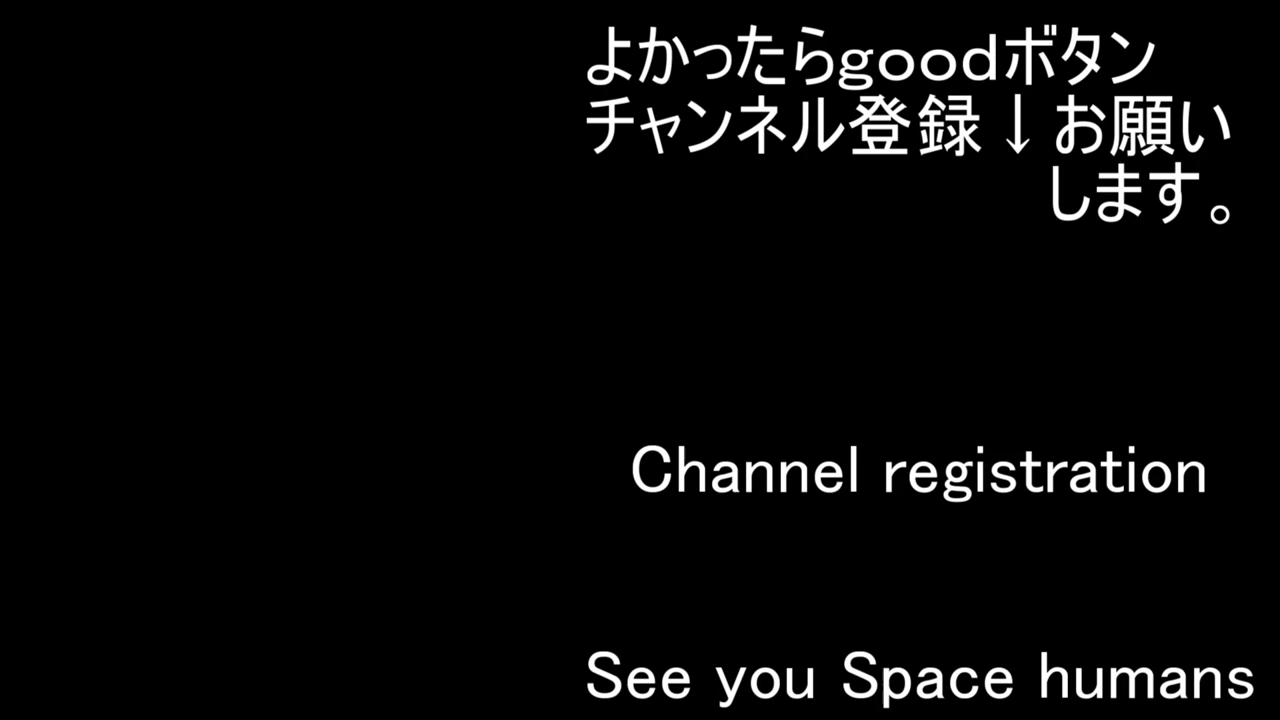 よかったらｇｏｏｄボタン
チャンネル登録↓お願い
します。
Channel registration
See you Space humans